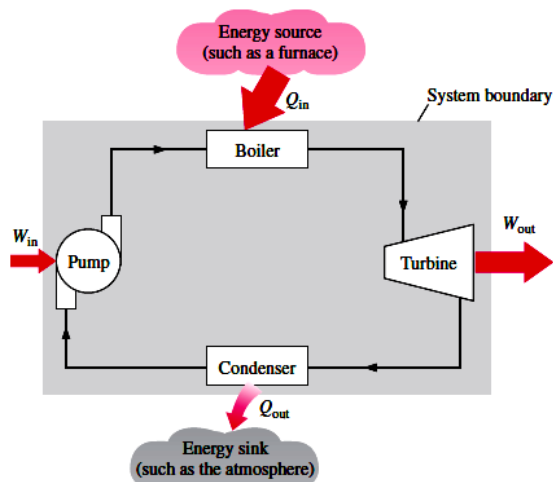 Energy source
(such as a furnace)
Qin
System boundary
Boiler
Win
Pump
Turbine
Wout
Condenser
Qout
Energy sink
(such as the atmosphere)